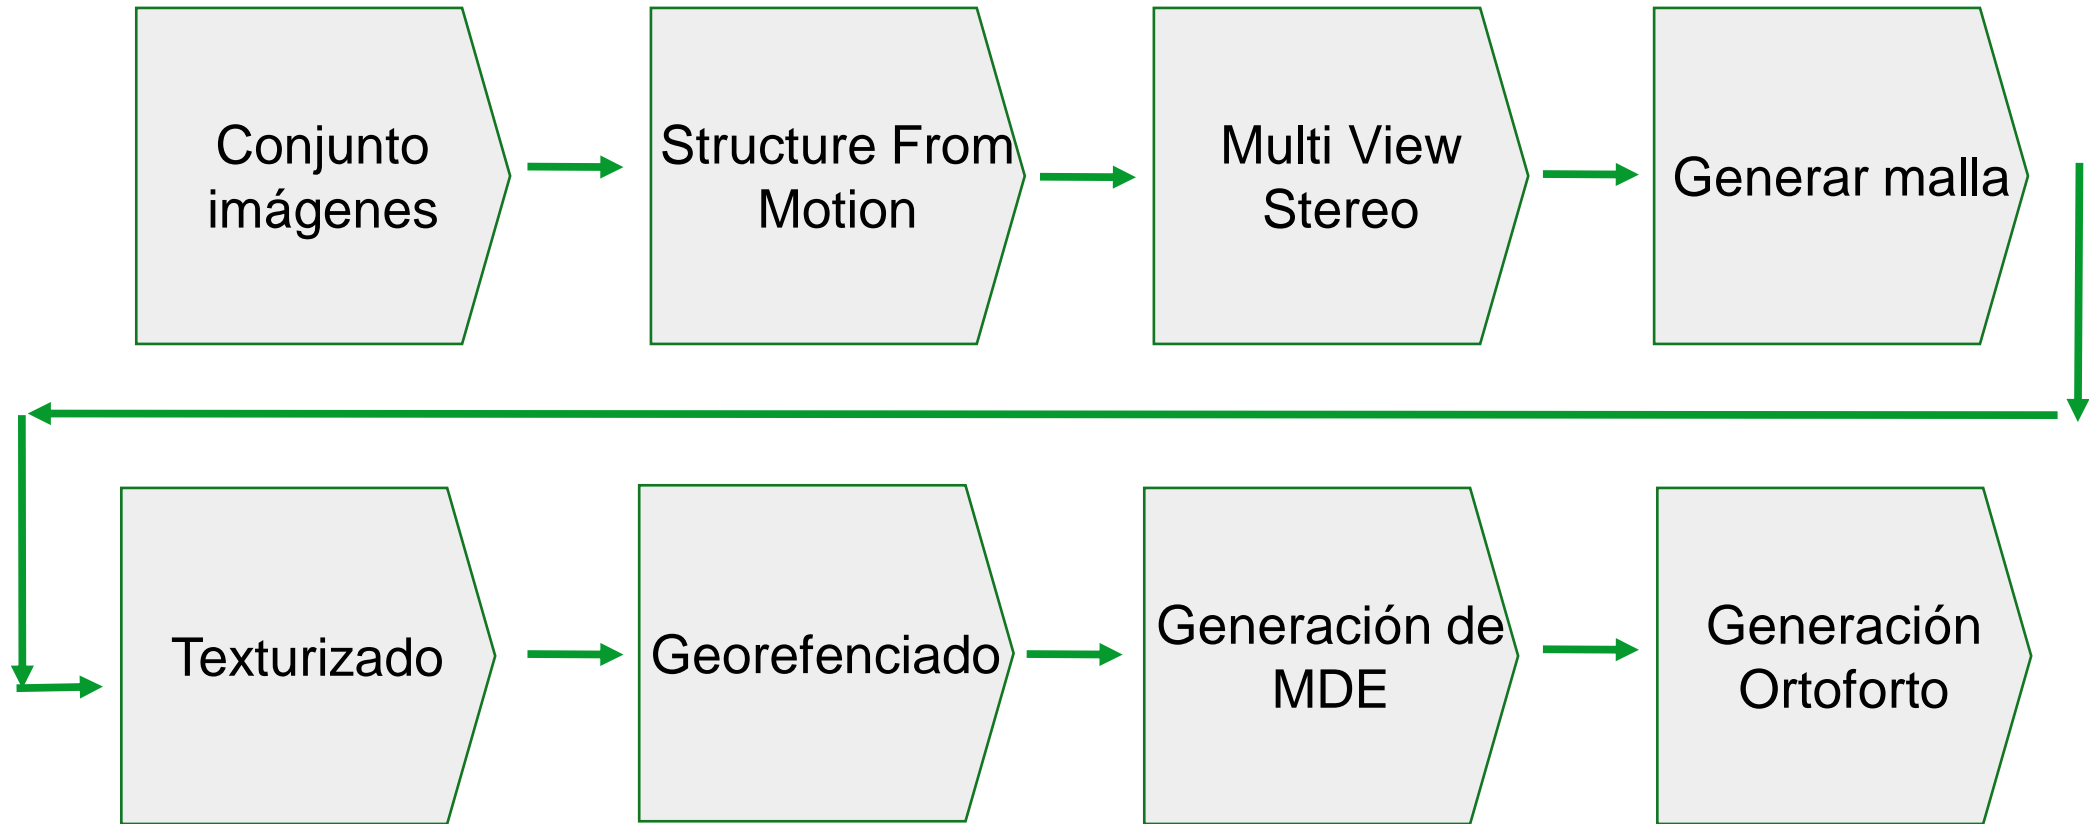 Conjunto
imágenes
Structure From
Motion
Multi View
Stereo
Generar malla
Texturizado
Georefenciado
Generación de
MDE
Generación
Ortoforto